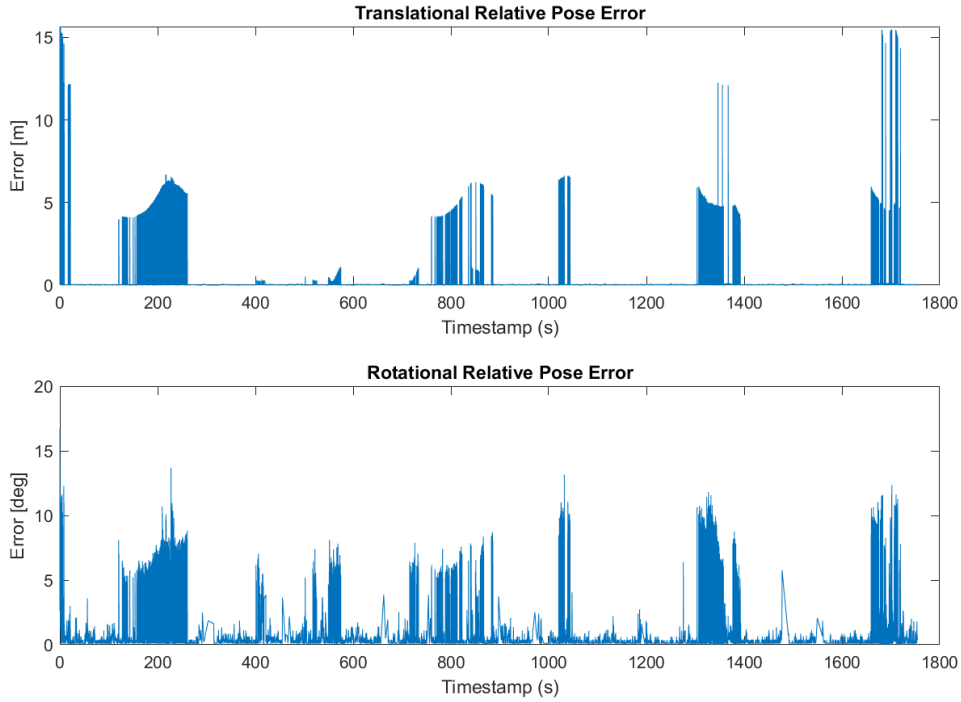 Translational Relative Pose Error
15
10
5
0
Error [m]
0 200 400 600 800 1000 1200 1400 1600 1800
Timestamp (s)
Rotational Relative Pose Error
20
15
10
5
0
Error [deg]
0 200 400 600 800 1000 1200 1400 1600 1800
Timestamp (s)